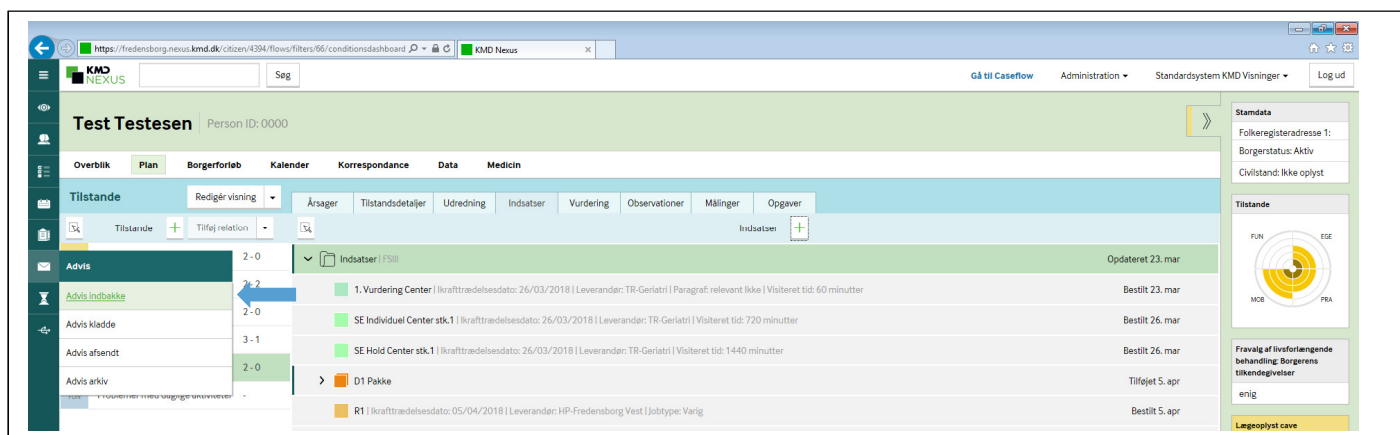 https://fredensborg.nexus.kmd.dk/citizen/4394/flows/filters/66/conditionsdashboard
KMD Nexus
KMD NEXUS
Søg
Gå til Caseflow
Administration
Standardsystem KMD Visninger
Log ud
Test Testesen
Person ID: 0000
Overblik
Plan
Borgerforløb
Kalender
Korrespondance
Data
Medicin
Tilstande
Redigér visning
Årsager
Tilstandsdetaljer
Udredning
Indsatser
Vurdering
Observationer
Målinger
Opgaver
Tilstande
Tilføj relation
Indsatser
Advis
Advis indbakke
Advis kladde
Advis afsendt
Advis arkiv
2 - 0
2 - 2
2 - 0
3 - 1
2 - 0
FUN Problemer med daglige aktiviteter -
Indsatser | FSIII
Opdateret 23. mar
1. Vurdering Center | Ikrafttrædelsesdato: 26/03/2018 | Leverandør: TR-Geriatri | Paragraf: relevant ikke | Visiteret tid: 60 minutter
Bestilt 23. mar
SE Individuel Center stk.1 | Ikrafttrædelsesdato: 26/03/2018 | Leverandør: TR-Geriatri | Visiteret tid: 720 minutter
Bestilt 26. mar
SE Hold Center stk.1 | Ikrafttrædelsesdato: 26/03/2018 | Leverandør: TR-Geriatri | Visiteret tid: 1440 minutter
Bestilt 26. mar
D1 Pakke
Tilføjet 5. apr
R1 | Ikrafttrædelsesdato: 05/04/2018 | Leverandør: HP-Fredensborg Vest | Jobtype: Varig
Bestilt 5. apr
Stamdata
Folkeregisteradresse 1:
Borgerstatus: Aktiv
Civilstand: Ikke oplyst
Tilstande
FUN
EGE
MOB
PRA
Fravalg af livsforlængende
behandling: Borgerens
tilkendegivelser
enig
Lægeoplyst cave